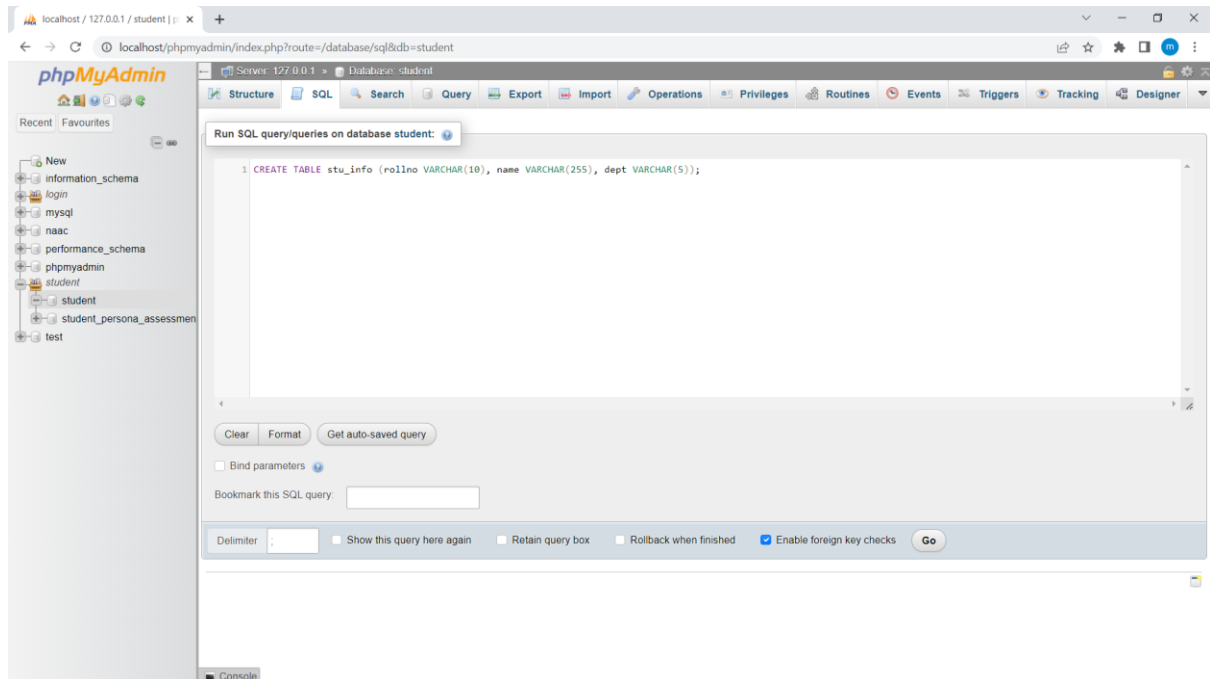 localhost / 127.0.0.1 / student | p
localhost/phpmyadmin/index.php?route=/database/sql&db=student
m
phpMyAdmin
Recent Favourites
New
information_schema
login
mysql
naac
performance_schema
phpmyadmin
student
student
student_persona_assessmen
test
Server: 127.0.0.1 » Database: student
Structure SQL Search Query Export Import Operations Privileges Routines Events Triggers Tracking Designer
Run SQL query/queries on database student:
1 CREATE TABLE stu_info (rollno VARCHAR(10), name VARCHAR(255), dept VARCHAR(5));
Clear Format Get auto-saved query
Bind parameters
Bookmark this SQL query:
Delimiter ; Show this query here again Retain query box Rollback when finished Enable foreign key checks Go
Console